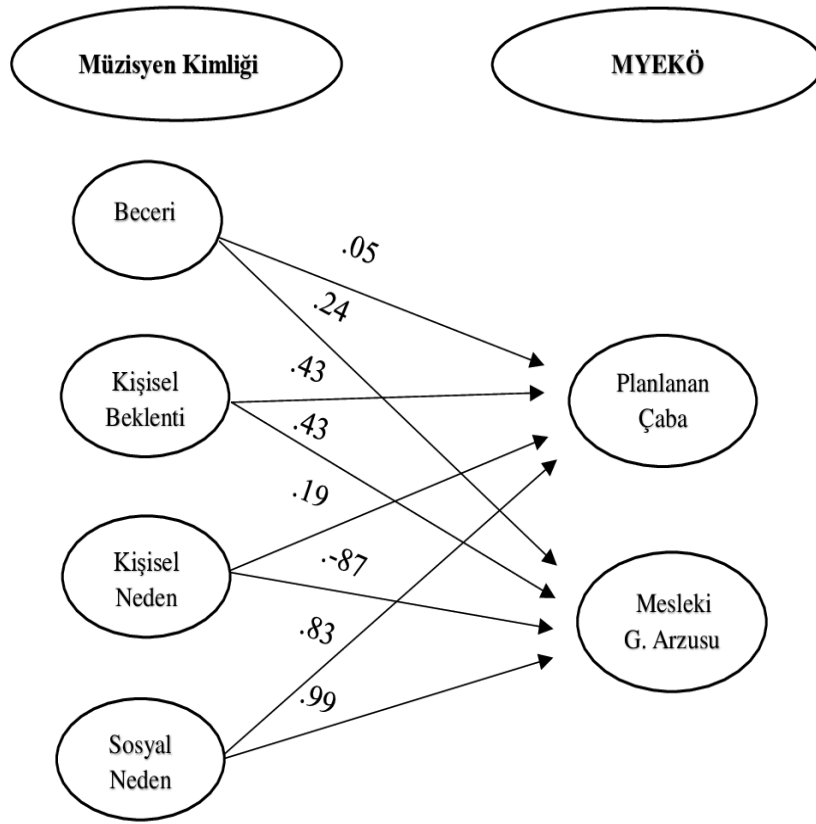 Müzisyen Kimliği
MYEKÖ
Beceri
.05
.24
Kişisel
Beklenti
.43
.43
Planlanan
Çaba
.19
Kişisel
Neden
.-87
Mesleki
G. Arzusu
.83
.99
Sosyal
Neden